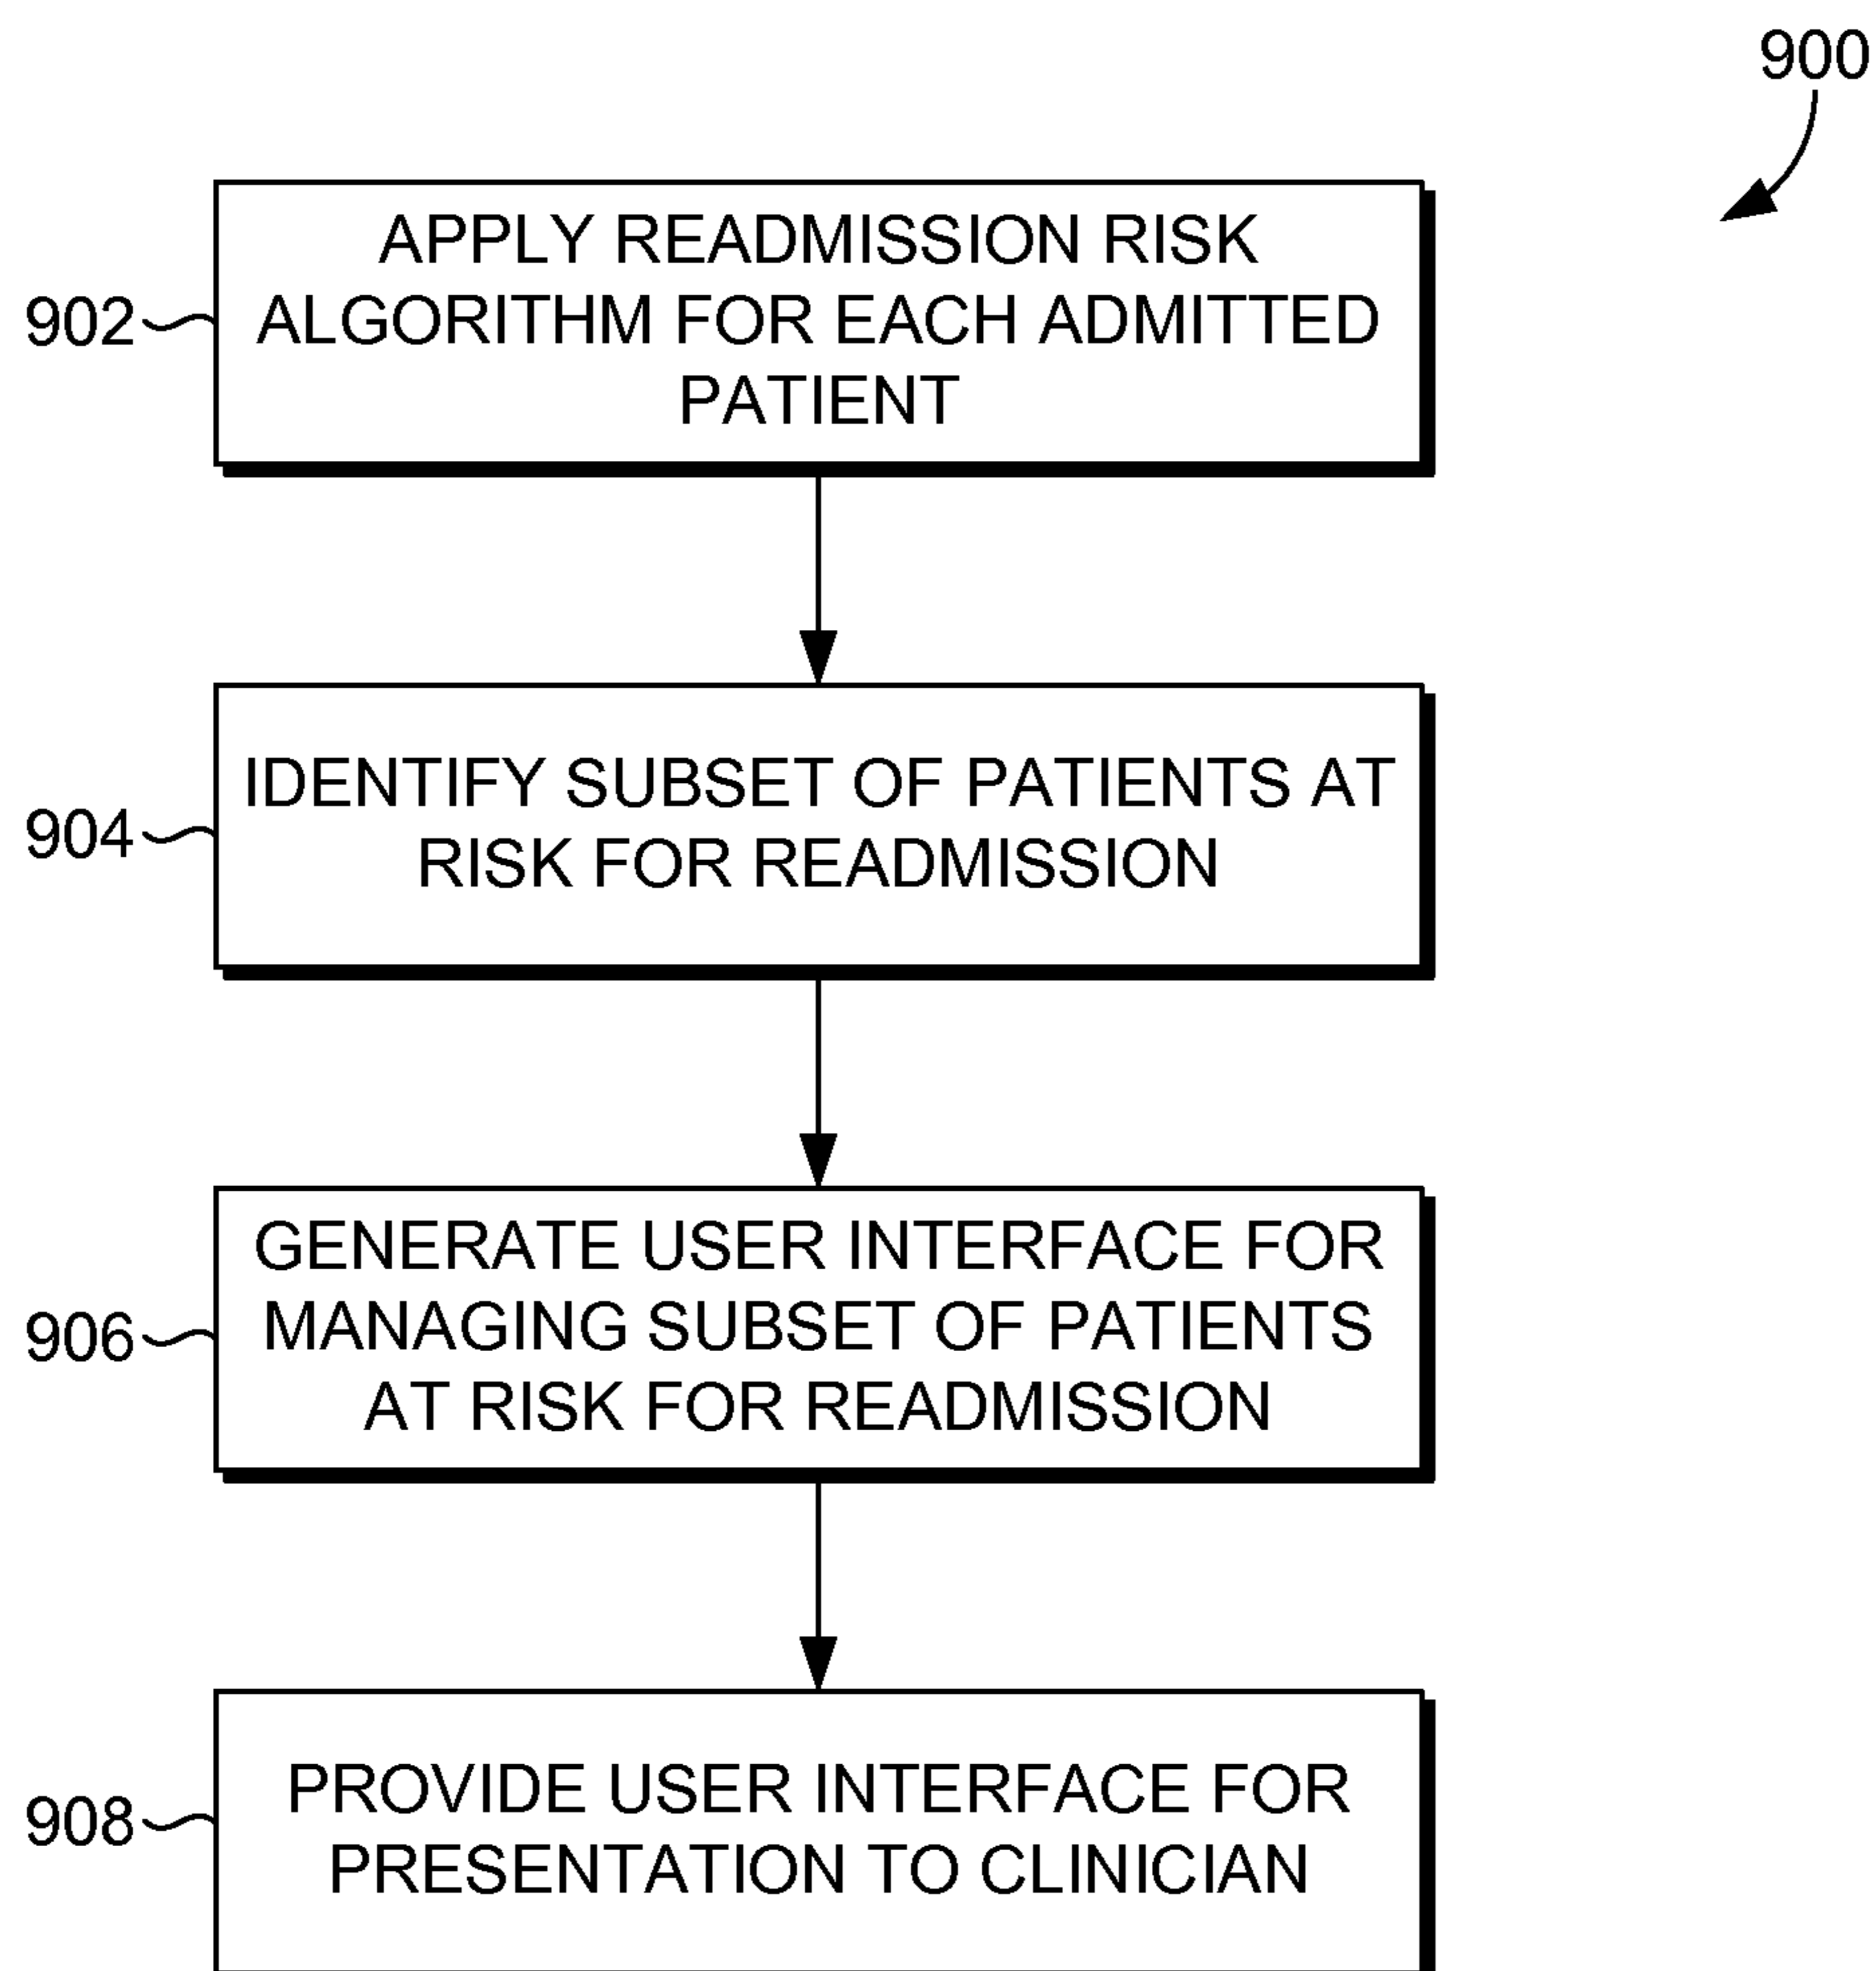 900
APPLY READMISSION RISK
ALGORITHM FOR EACH ADMITTED
PATIENT
902
IDENTIFY SUBSET OF PATIENTS AT
RISK FOR READMISSION
904
GENERATE USER INTERFACE FOR
MANAGING SUBSET OF PATIENTS
AT RISK FOR READMISSION
906
PROVIDE USER INTERFACE FOR
PRESENTATION TO CLINICIAN
908